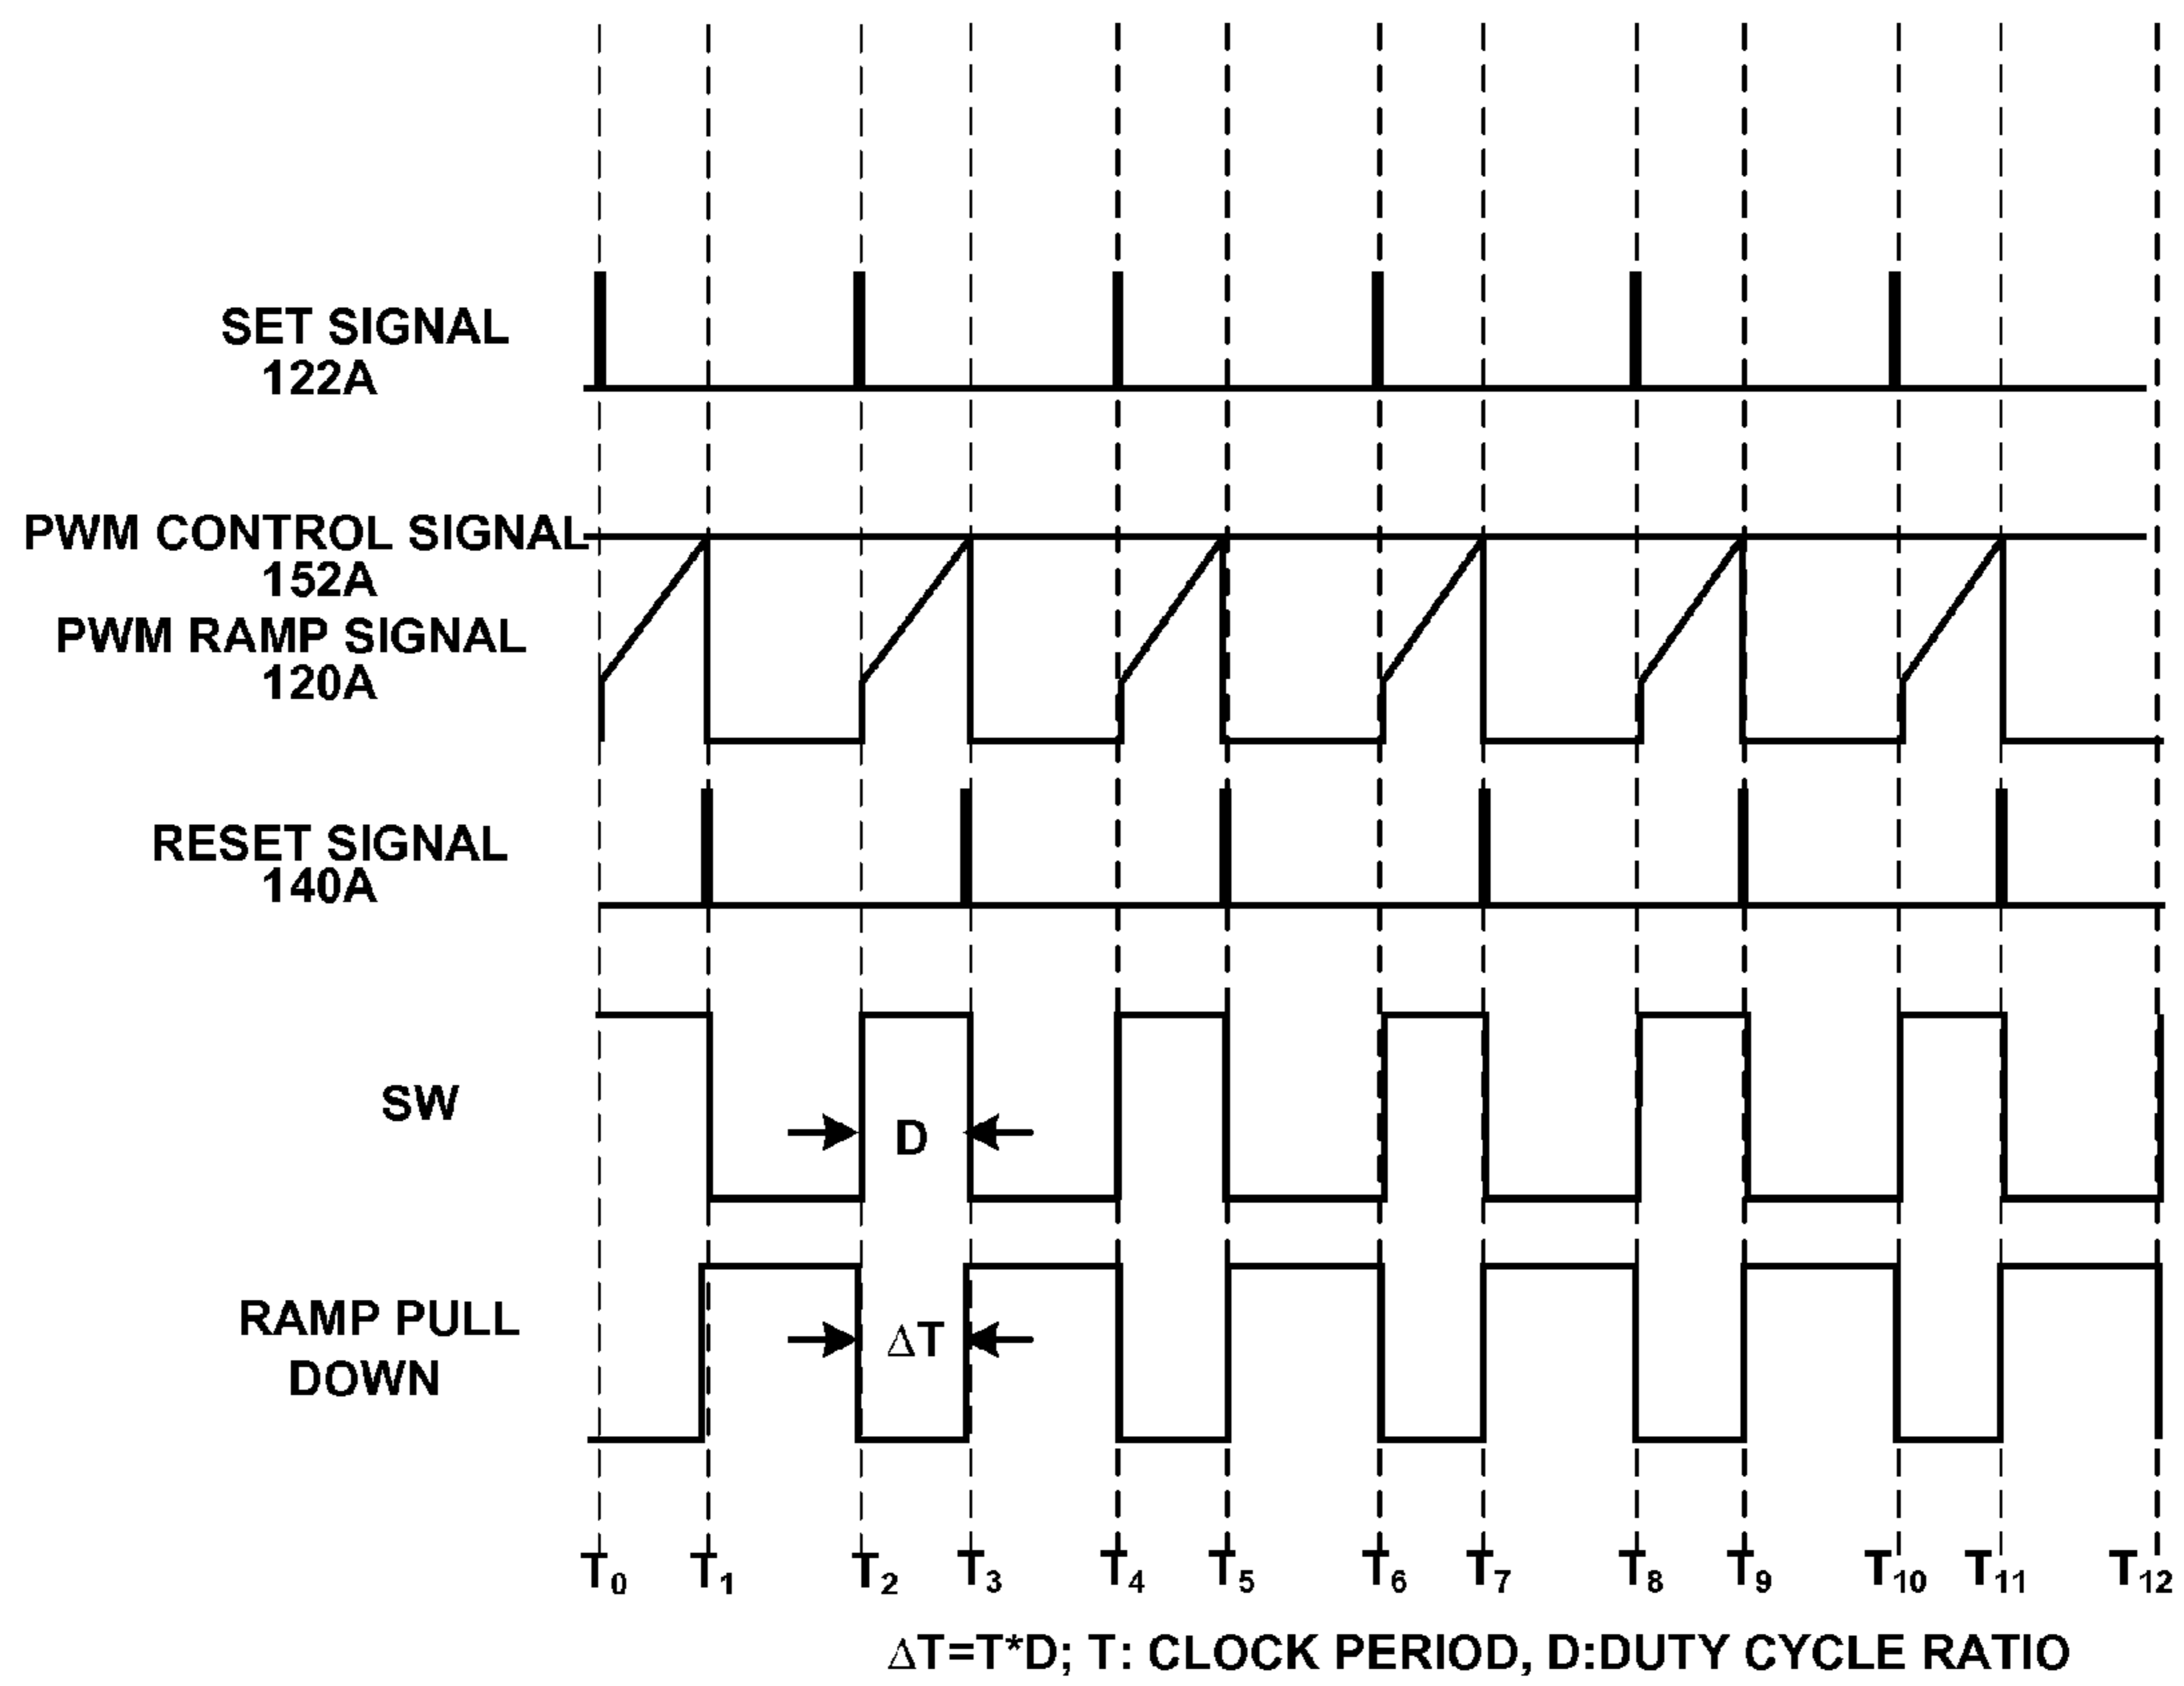 SET SIGNAL
122A
PWM CONTROL SIGNAL
152A
PWM RAMP SIGNAL
120A
RESET SIGNAL
140A
SW
D
RAMP PULL
DOWN
ΔT
T0 T1 T2 T3 T4 T5 T6 T7 T8 T9 T10 T11 T12
ΔT=T*D; T: CLOCK PERIOD, D:DUTY CYCLE RATIO